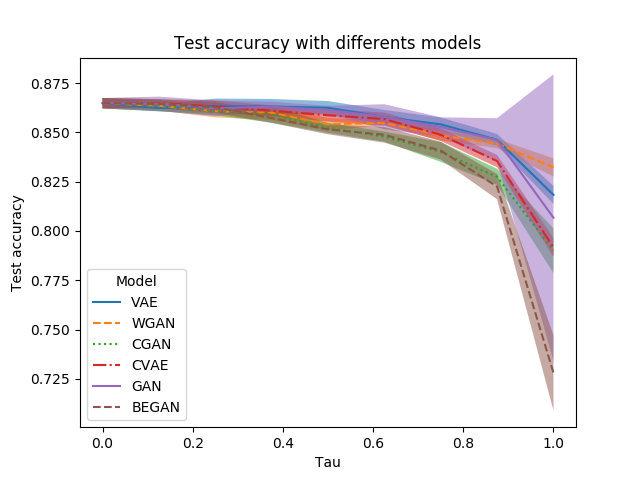 Test accuracy with differents models
0.875
0.850
0.825
0.800
0.775
0.750
0.725
Test accuracy
Model
VAE
WGAN
CGAN
CVAE
GAN
BEGAN
0.0 0.2 0.4 0.6 0.8 1.0
Tau